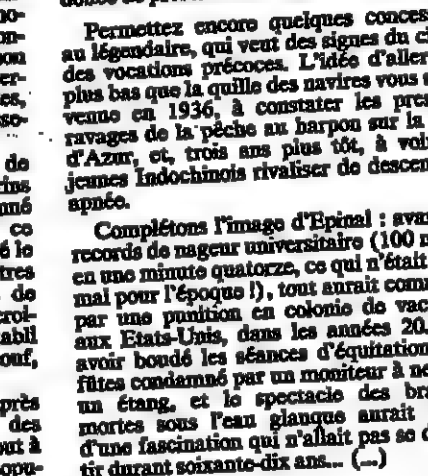 no-
on-
Permettez encore quelques concess
au légendaire, qui veut des signes du ci
des vocations précoces. L'idée d'aller
plus bas que la quille des navires vous
venue en 1936, à constater les pre
ravages de la pêche au harpon sur la
d'Azur, et, trois ans plus tôt, à voi
jeunes Indochinois rivaliser de descen
apnée.
Complétons l'image d'Epinal : avan
records de nageur universitaire (100 m
en une minute quatorze, ce qui n'était
mal pour l'époque !), tout aurait comm
par une punition en colonie de vac
aux Etats-Unis, dans les années 20.
avoir boudé les séances d'équitation
fûtes condamné par un moniteur à ne
un étang, et le spectacle des bra
mortes sous l'eau glauque aurait
d'une fascination qui n'allait pas se d
tir durant soixante-dix ans... (...)